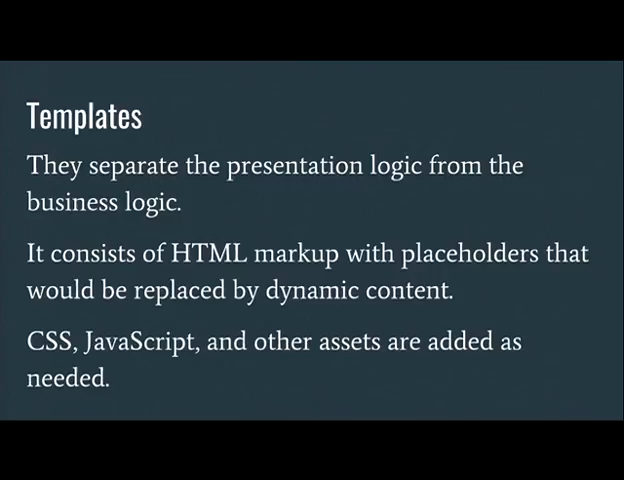 Templates
They separate the presentation logic from the
business logic.
It consists of HTML markup with placeholders that
would be replaced by dynamic content.
CSS, JavaScript, and other assets are added as
needed.